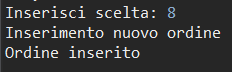 Inserisci scelta: 8
Inserimento nuovo ordine
Ordine inserito